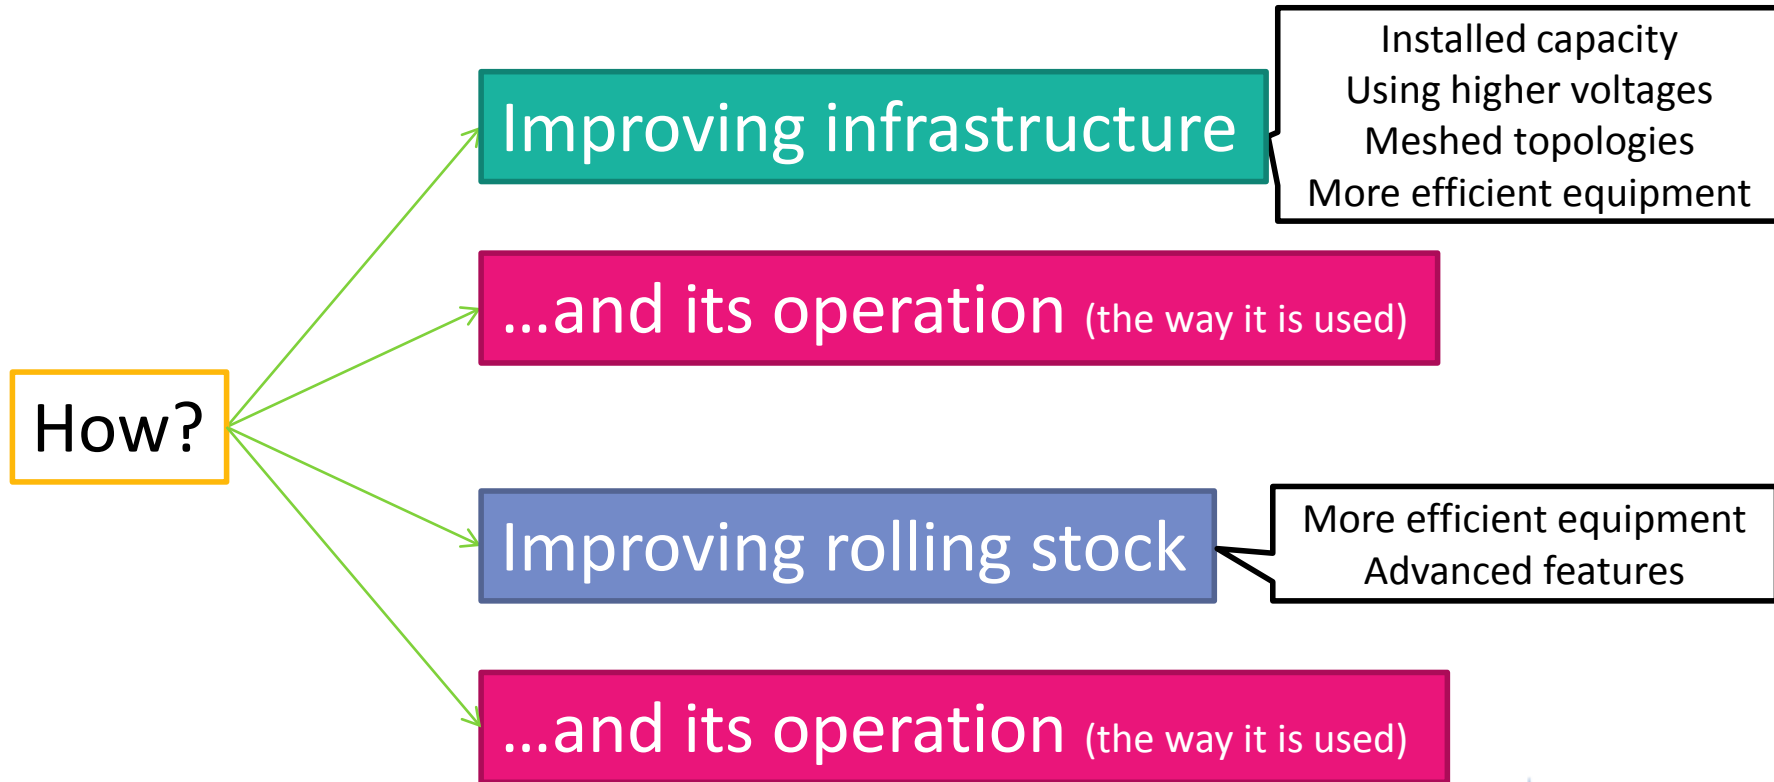 How?
Improving infrastructure
Installed capacity
Using higher voltages
Meshed topologies
More efficient equipment
...and its operation (the way it is used)
Improving rolling stock
More efficient equipment
Advanced features
...and its operation (the way it is used)